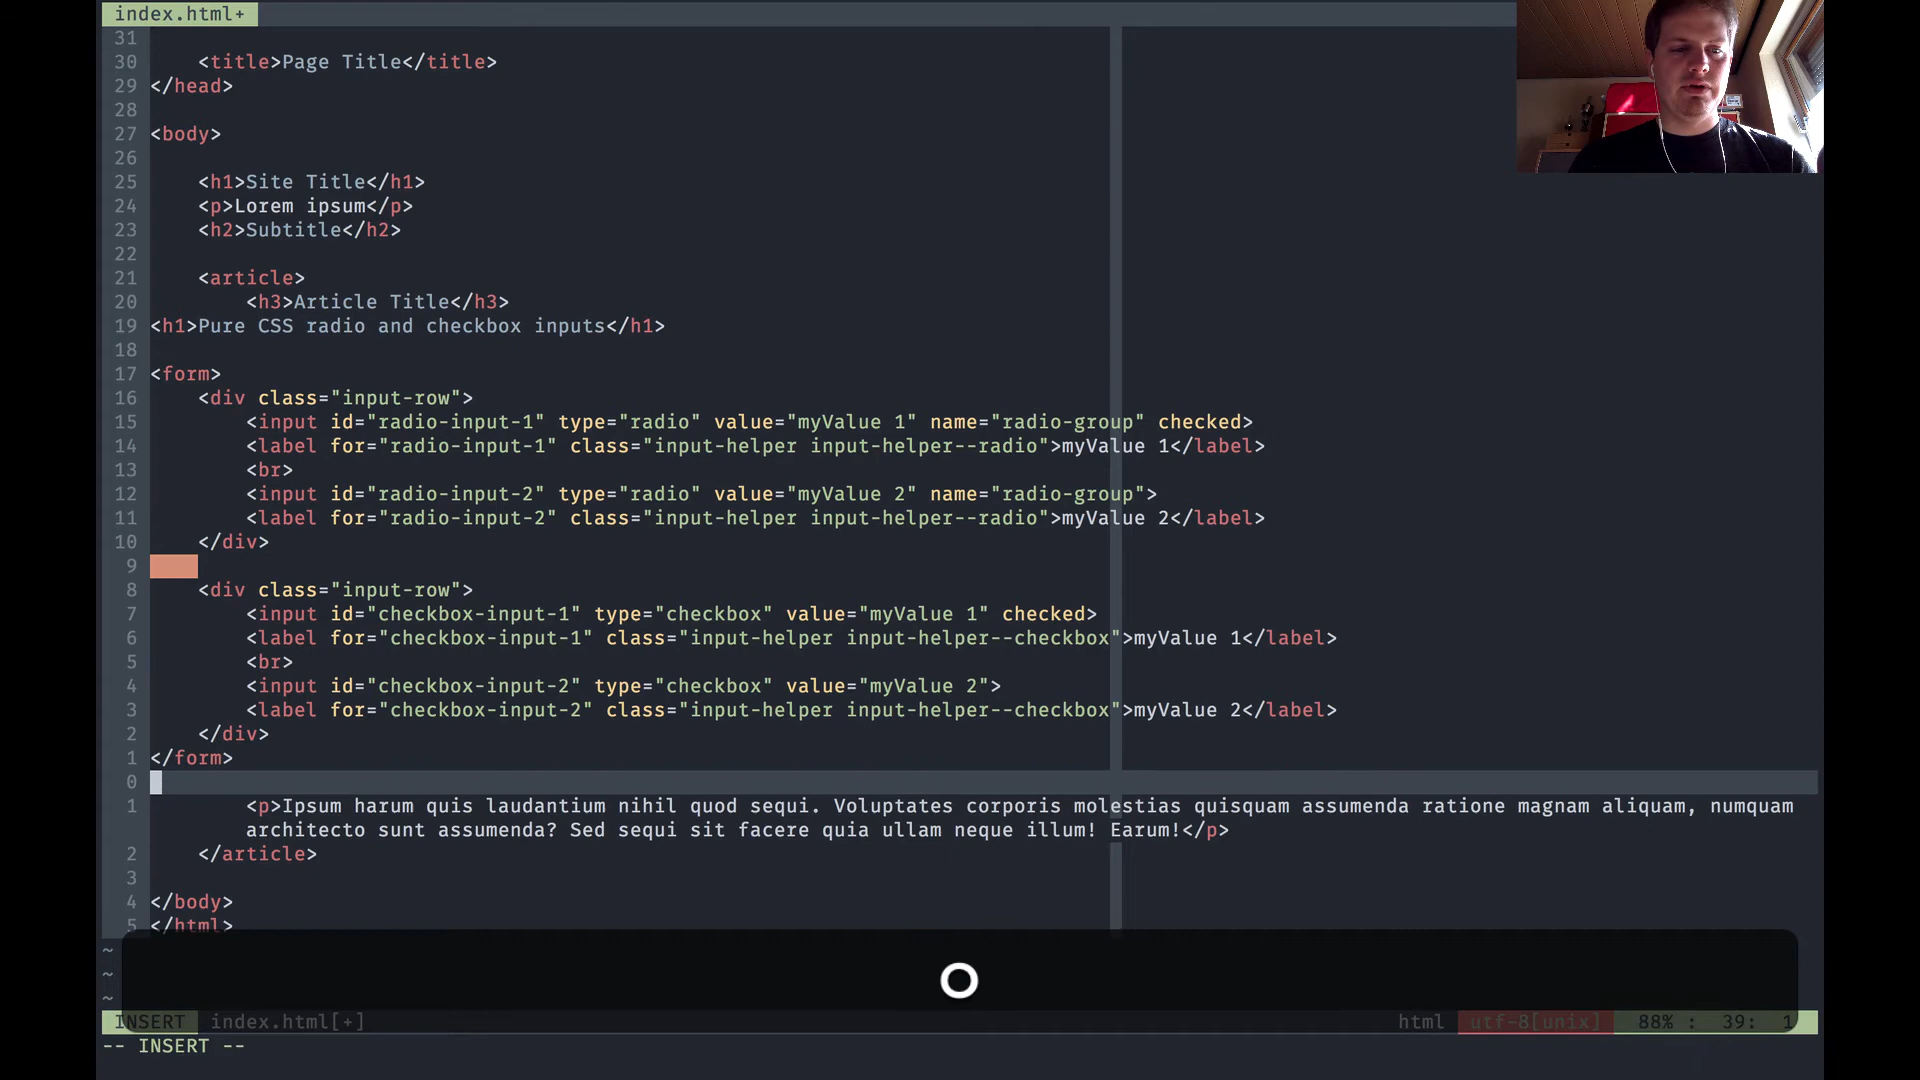 index.html+
31
30 <title>Page Title</title>
29 </head>
28
27 <body>
26
25 <h1>Site Title</h1>
24 <p>Lorem ipsum</p>
23 <h2>Subtitle</h2>
22
21 <article>
20 <h3>Article Title</h3>
19 <h1>Pure CSS radio and checkbox inputs</h1>
18
17 <form>
16 <div class="input-row">
15 <input id="radio-input-1" type="radio" value="myValue 1" name="radio-group" checked>
14 <label for="radio-input-1" class="input-helper input-helper--radio">myValue 1</label>
13 <br>
12 <input id="radio-input-2" type="radio" value="myValue 2" name="radio-group">
11 <label for="radio-input-2" class="input-helper input-helper--radio">myValue 2</label>
10 </div>
9
8 <div class="input-row">
7 <input id="checkbox-input-1" type="checkbox" value="myValue 1" checked>
6 <label for="checkbox-input-1" class="input-helper input-helper--checkbox">myValue 1</label>
5 <br>
4 <input id="checkbox-input-2" type="checkbox" value="myValue 2">
3 <label for="checkbox-input-2" class="input-helper input-helper--checkbox">myValue 2</label>
2 </div>
1 </form>
0
1 <p>Ipsum harum quis laudantium nihil quod sequi. Voluptates corporis molestias quisquam assumenda ratione magnam aliquam, numquam
architecto sunt assumenda? Sed sequi sit facere quia ullam neque illum! Earum!</p>
2 </article>
3
4 </body>
5 </html>
~
~
~
o
INSERT index.html[+] html utf-8[unix] 88% : 39: 1
-- INSERT --